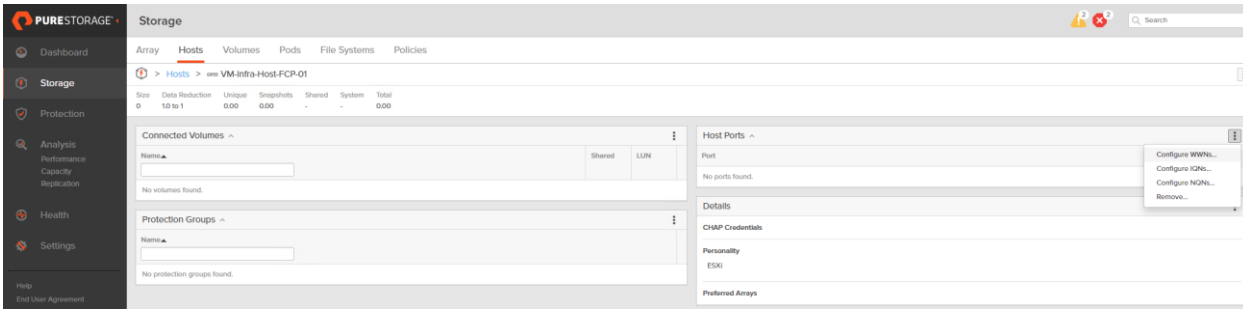 PURESTORAGE®
Storage
2
2
Search
Dashboard
Storage
Protection
Analysis
Performance
Capacity
Replication
Health
Settings
Help
End User Agreement
Array Hosts Volumes Pods File Systems Policies
> Hosts > VM-Infra-Host-FCP-01
Size Data Reduction Unique Snapshots Shared System Total
0 1.0 to 1 0.00 0.00 - - 0.00
Connected Volumes
Name Shared LUN
No volumes found.
Protection Groups
Name
No protection groups found.
Host Ports
Port
No ports found.
Configure WWNs...
Configure IQNs...
Configure NQNs...
Remove...
Details
CHAP Credentials
Personality
ESXi
Preferred Arrays